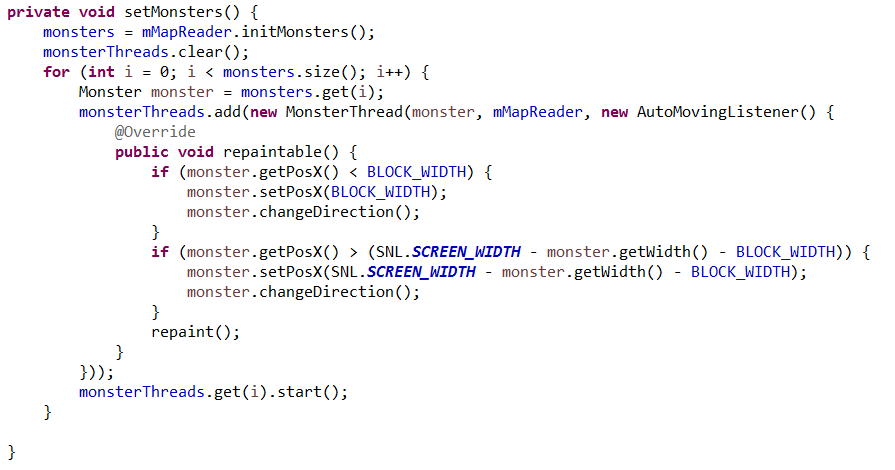 private void setMonsters() {
    monsters = mMapReader.initMonsters();
    monsterThreads.clear();
    for (int i = 0; i < monsters.size(); i++) {
        Monster monster = monsters.get(i);
        monsterThreads.add(new MonsterThread(monster, mMapReader, new AutoMovingListener() {
            @Override
            public void repaintable() {
                if (monster.getPosX() < BLOCK_WIDTH) {
                    monster.setPosX(BLOCK_WIDTH);
                    monster.changeDirection();
                }
                if (monster.getPosX() > (SNL.SCREEN_WIDTH - monster.getWidth() - BLOCK_WIDTH)) {
                    monster.setPosX(SNL.SCREEN_WIDTH - monster.getWidth() - BLOCK_WIDTH);
                    monster.changeDirection();
                }
                repaint();
            }
        }));
        monsterThreads.get(i).start();
    }

}